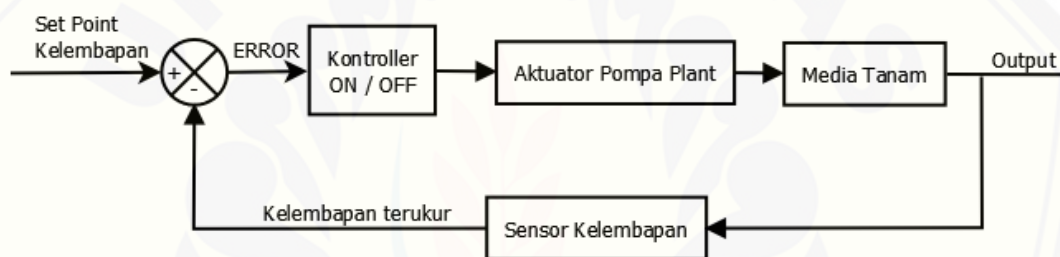 Set Point
Kelembapan
+
-
ERROR
Kontroller
ON / OFF
Aktuator Pompa Plant
Media Tanam
Output
Kelembapan terukur
Sensor Kelembapan